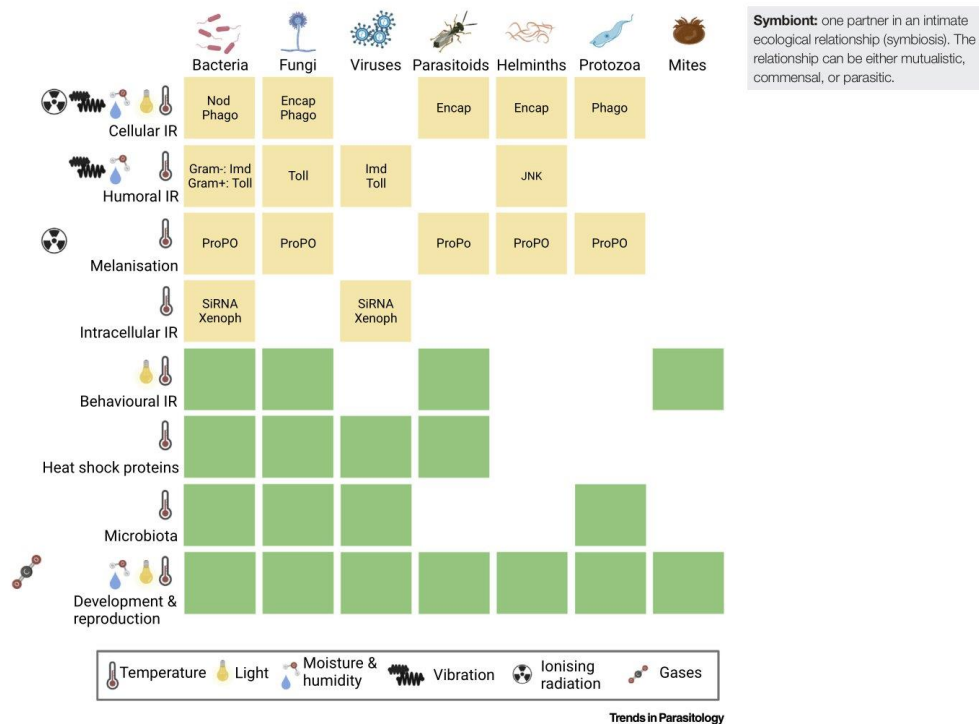 Bacteria Fungi Viruses Parasitoids Helminths Protozoa Mites
Symbiont: one partner in an intimate
ecological relationship (symbiosis). The
relationship can be either mutualistic,
commensal, or parasitic.
Cellular IR
Nod
Phago
Encap
Phago
Encap
Encap
Phago
Humoral IR
Gram-: Imd
Gram+: Toll
Toll
Imd
Toll
JNK
Melanisation
ProPO
ProPO
ProPo
ProPO
ProPO
Intracellular IR
SiRNA
Xenoph
SiRNA
Xenoph
Behavioural IR
Heat shock proteins
Microbiota
Development &
reproduction
C
Temperature
Light
Moisture &
humidity
Vibration
Ionising
radiation
Gases
Trends in Parasitology